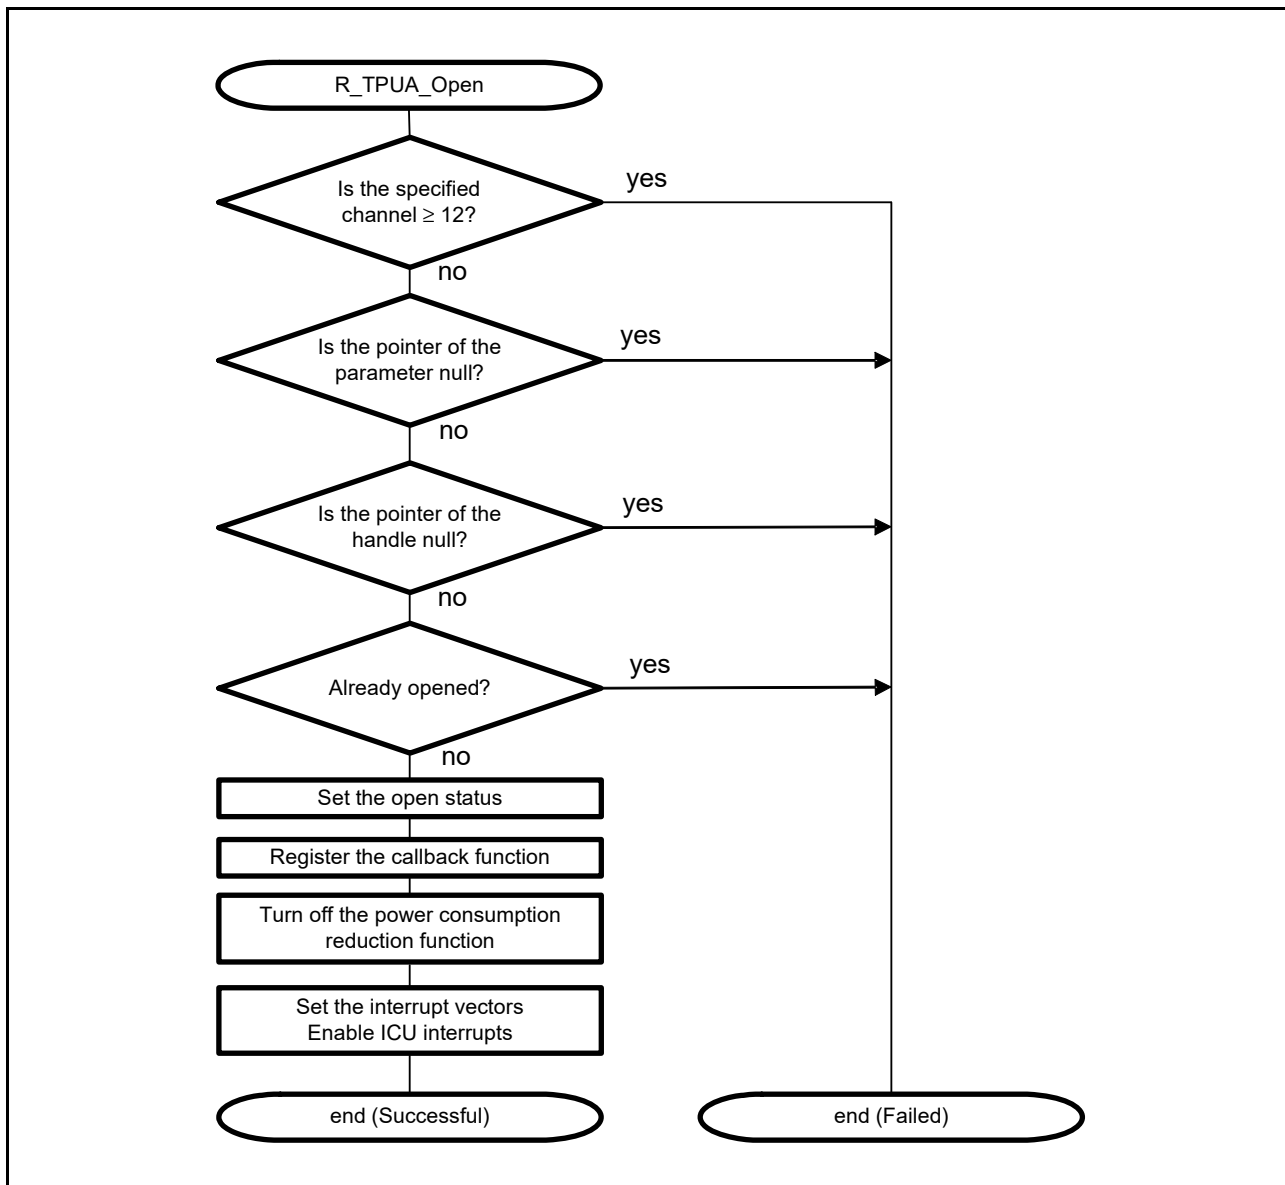 R_TPUA_Open
Is the specified
channel ≥ 12?
yes
no
Is the pointer of the
parameter null?
yes
no
Is the pointer of the
handle null?
yes
no
Already opened?
yes
no
Set the open status
Register the callback function
Turn off the power consumption
reduction function
Set the interrupt vectors
Enable ICU interrupts
end (Successful)
end (Failed)